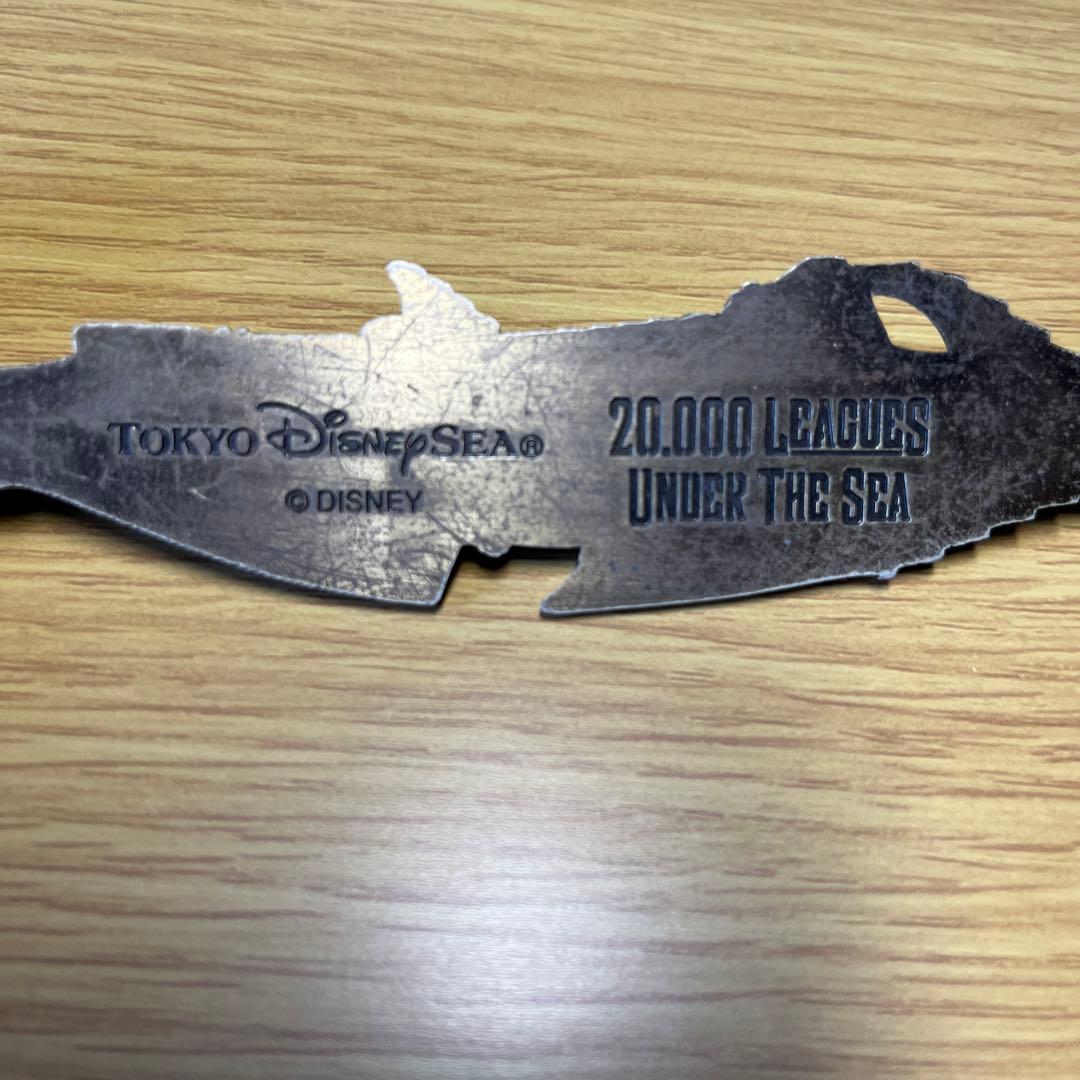 TOKYO DISNEYSEA®
© DISNEY
20.000 LEAGUES
UNDER THE SEA